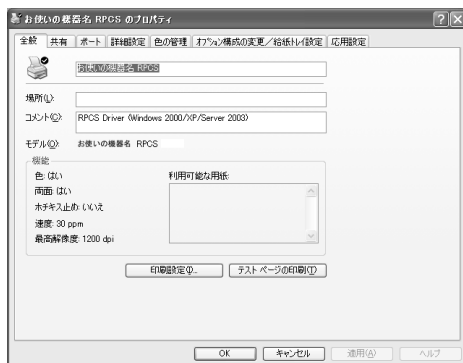 お使いの機器名 RPCS のプロパティ
全般 共有 ポート 詳細設定 色の管理 オプション構成の変更／給紙トレイ設定 応用設定
お使いの機器名 RPCS
場所(L):
コメント(C): RPCS Driver (Windows 2000/XP/Server 2003)
モデル(O): お使いの機器名 RPCS
機能
色: はい 利用可能な用紙:
両面: はい
ホチキス止め: いいえ
速度: 30 ppm
最高解像度: 1200 dpi
印刷設定(I)... テスト ページの印刷(T)
OK キャンセル 適用(A) ヘルプ